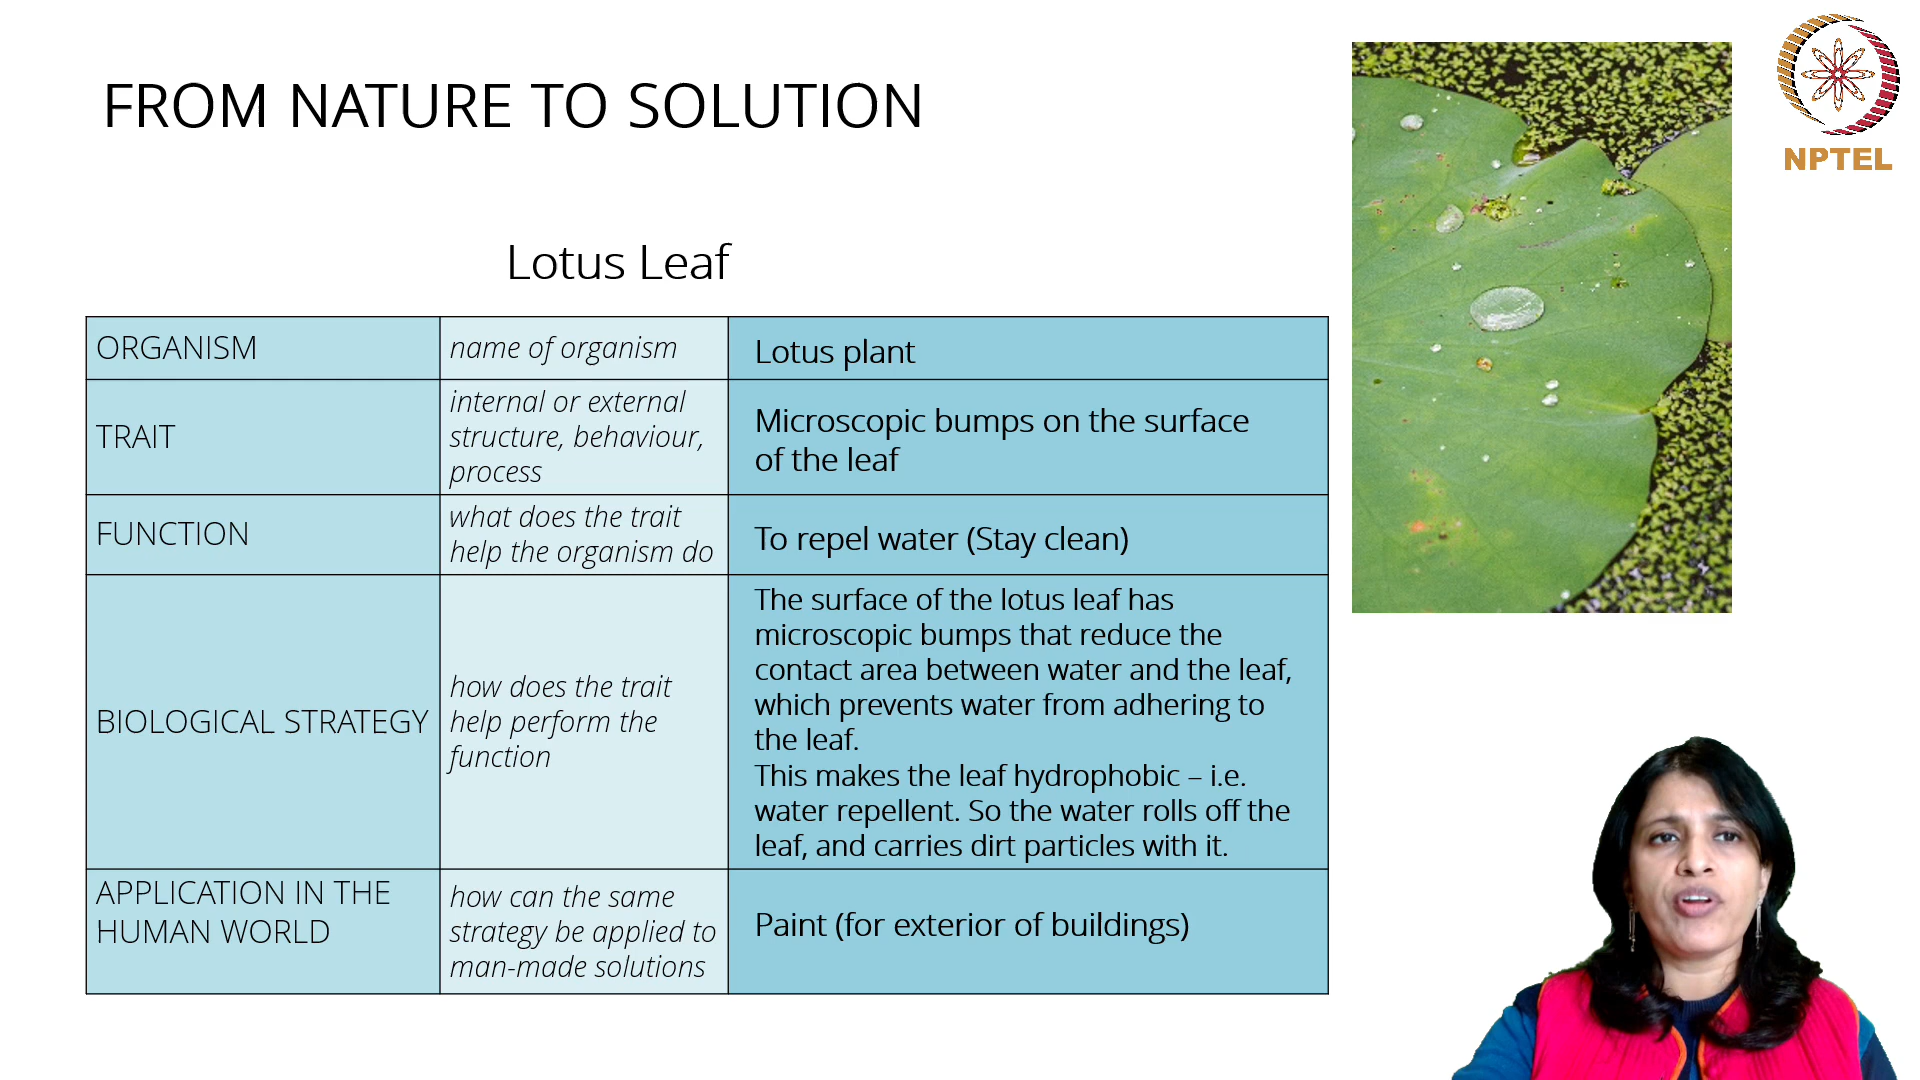 FROM NATURE TO SOLUTION
NPTEL
Lotus Leaf
ORGANISM
name of organism
Lotus plant
TRAIT
internal or external
structure, behaviour,
process
Microscopic bumps on the surface
of the leaf
FUNCTION
what does the trait
help the organism do
To repel water (Stay clean)
BIOLOGICAL STRATEGY
how does the trait
help perform the
function
The surface of the lotus leaf has
microscopic bumps that reduce the
contact area between water and the leaf,
which prevents water from adhering to
the leaf.
This makes the leaf hydrophobic – i.e.
water repellent. So the water rolls off the
leaf, and carries dirt particles with it.
APPLICATION IN THE
HUMAN WORLD
how can the same
strategy be applied to
man-made solutions
Paint (for exterior of buildings)